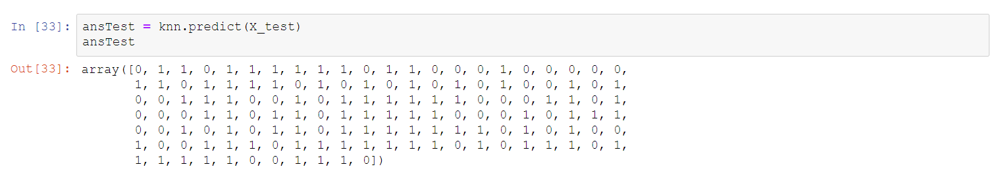 In [33]: ansTest = knn.predict(X_test)
ansTest
Out[33]: array([0, 1, 1, 0, 1, 1, 1, 1, 1, 1, 0, 1, 1, 0, 0, 0, 1, 0, 0, 0, 0, 0,
1, 1, 0, 1, 1, 1, 1, 0, 1, 0, 1, 0, 1, 0, 1, 0, 1, 0, 0, 1, 0, 1,
0, 0, 1, 1, 1, 0, 0, 1, 0, 1, 1, 1, 1, 1, 1, 0, 0, 0, 1, 1, 0, 1,
0, 0, 0, 1, 1, 0, 1, 1, 0, 1, 1, 1, 1, 1, 0, 0, 0, 1, 0, 1, 1, 1,
0, 0, 1, 0, 1, 0, 1, 1, 0, 1, 1, 1, 1, 1, 1, 1, 0, 1, 0, 1, 0, 0,
1, 0, 0, 1, 1, 1, 0, 1, 1, 1, 1, 1, 1, 1, 0, 1, 0, 1, 1, 1, 0, 1,
1, 1, 1, 1, 1, 0, 0, 1, 1, 1, 0])